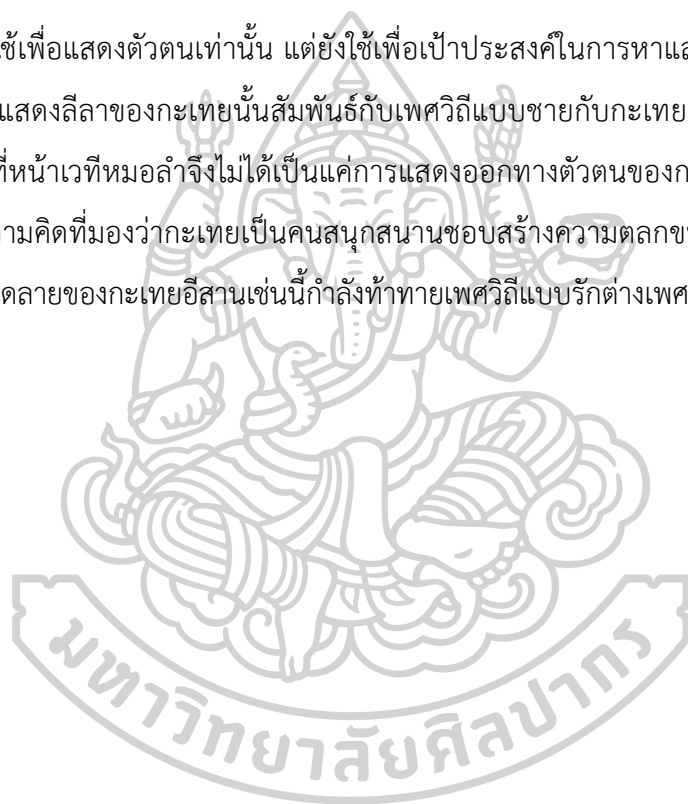 ช้เพื่อแสดงตัวตนเท่านั้น แต่ยังใช้เพื่อเป้าประสงค์ในการหาแ
แสดงลีลาของกะเทยนั้นสัมพันธ์กับเพศวิถีแบบชายกับกะเทย
ที่หน้าเวทีหมอลำจึงไม่ได้เป็นแค่การแสดงออกทางตัวตนของก
ามคิดที่มองว่ากะเทยเป็นคนสนุกสนานชอบสร้างความตลกข
ดลายของกะเทยอีสานเช่นนี้กำลังท้าทายเพศวิถีแบบรักต่างเพศ
มหาวิทยาลัยศิลปากร